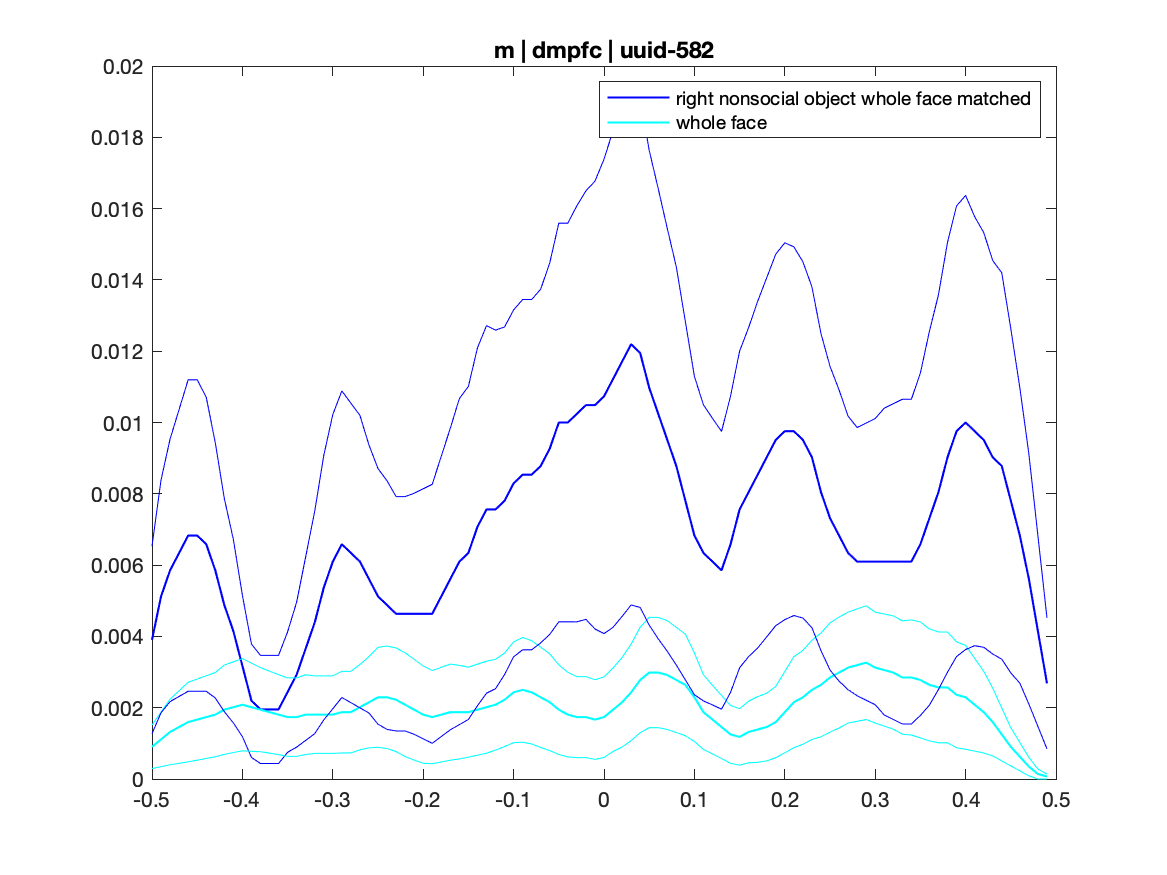 m | dmpfc | uuid-582
right nonsocial object whole face matched
whole face
0.02
0.018
0.016
0.014
0.012
0.01
0.008
0.006
0.004
0.002
0
-0.5 -0.4 -0.3 -0.2 -0.1 0 0.1 0.2 0.3 0.4 0.5